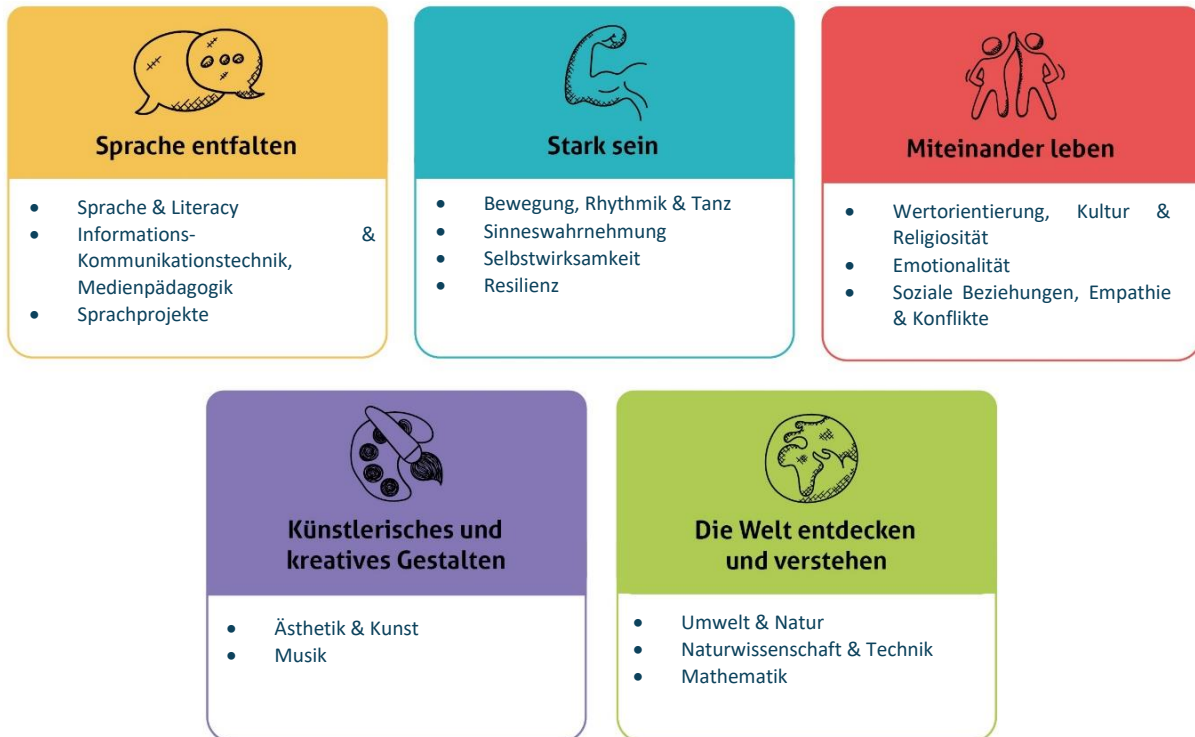 Sprache entfalten
• Sprache & Literacy
• Informations- &
Kommunikationstechnik,
Medienpädagogik
• Sprachprojekte
Stark sein
• Bewegung, Rhythmik & Tanz
• Sinneswahrnehmung
• Selbstwirksamkeit
• Resilienz
Miteinander leben
• Wertorientierung, Kultur &
Religiosität
• Emotionalität
• Soziale Beziehungen, Empathie
& Konflikte
Künstlerisches und
kreatives Gestalten
• Ästhetik & Kunst
• Musik
Die Welt entdecken
und verstehen
• Umwelt & Natur
• Naturwissenschaft & Technik
• Mathematik